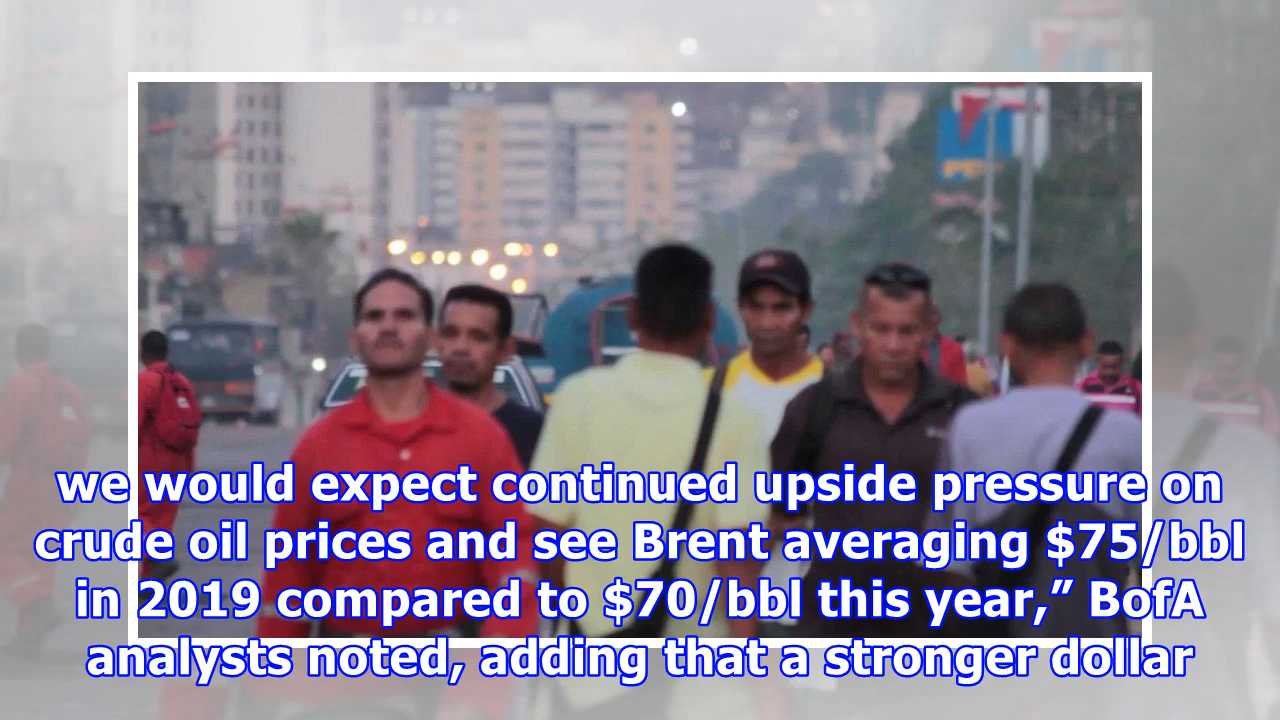 we would expect continued upside pressure on
crude oil prices and see Brent averaging $75/bbl
in 2019 compared to $70/bbl this year,” BofA
analysts noted, adding that a stronger dollar